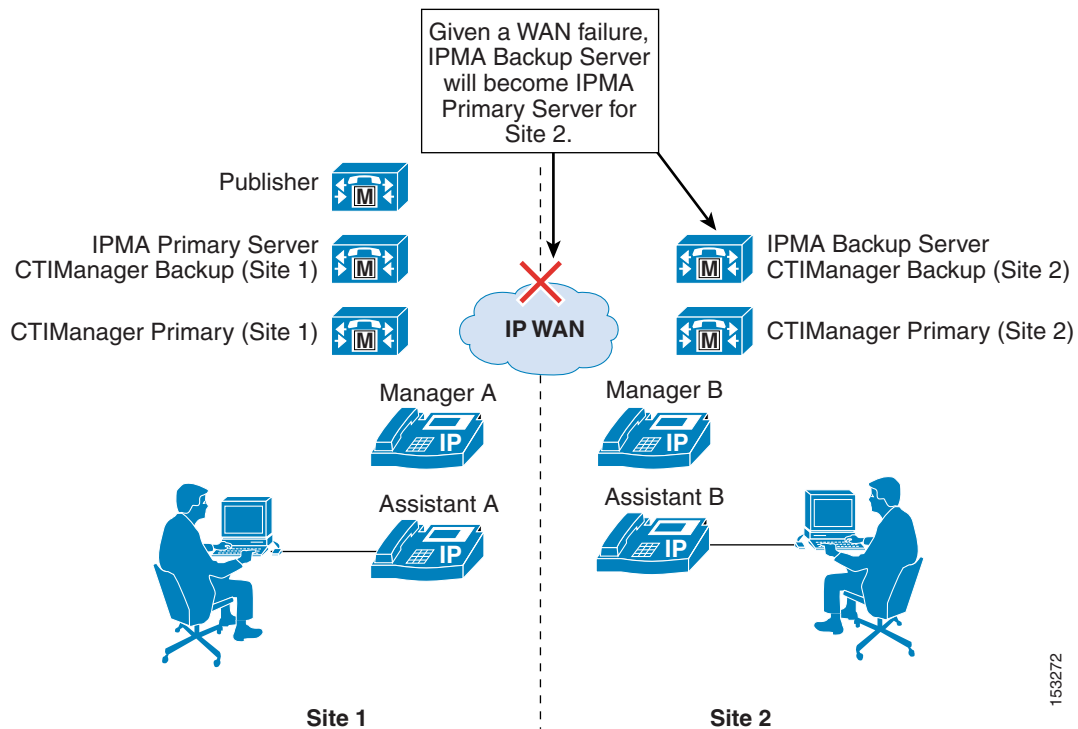 Given a WAN failure,
IPMA Backup Server
will become IPMA
Primary Server for
Site 2.
Publisher
M
IPMA Primary Server
CTIManager Backup (Site 1)
M
IPMA Backup Server
CTIManager Backup (Site 2)
M
CTIManager Primary (Site 1)
M
IP WAN
CTIManager Primary (Site 2)
M
Manager A
IP
Manager B
IP
Assistant A
IP
Assistant B
IP
Site 1
Site 2
153272